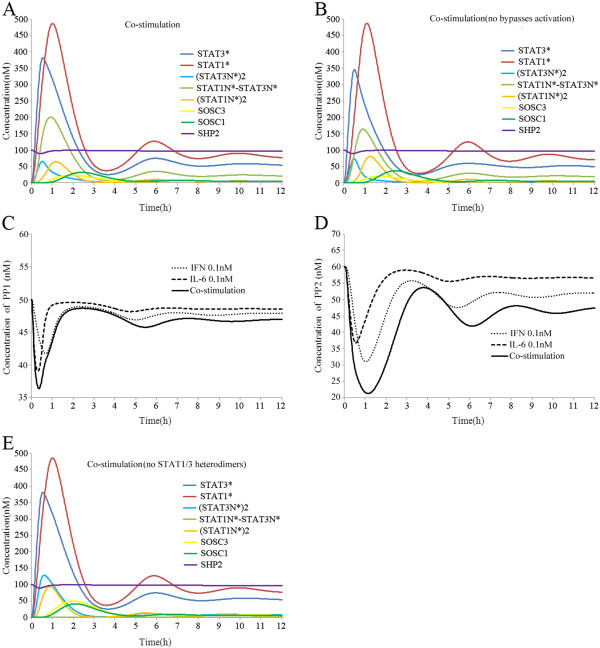 A
Co-stimulation
Concentration(nM)
500
450
400
350
300
250
200
150
100
50
0
STAT3*
STAT1*
(STAT3N*)2
STAT1N*-STAT3N*
(STAT1N*)2
SOSC3
SOSC1
SHP2
0 1 2 3 4 5 6 7 8 9 10 11 12
Time(h)
B
Co-stimulation(no bypasses activation)
Concentration(nM)
500
450
400
350
300
250
200
150
100
50
0
STAT3*
STAT1*
(STAT3N*)2
STAT1N*-STAT3N*
(STAT1N*)2
SOSC3
SOSC1
SHP2
0 1 2 3 4 5 6 7 8 9 10 11 12
Time(h)
C
Concentration of PP1 (nM)
60
55
50
45
40
35
IFN 0.1nM
IL-6 0.1nM
Co-stimulation
0 1 2 3 4 5 6 7 8 9 10 11 12
Time(h)
D
Concentration of PP2 (nM)
70
65
60
55
50
45
40
35
30
25
20
IFN 0.1nM
IL-6 0.1nM
Co-stimulation
0 1 2 3 4 5 6 7 8 9 10 11 12
Time(h)
E
Co-stimulation(no STAT1/3 heterodimers)
Concentration(nM)
500
450
400
350
300
250
200
150
100
50
0
STAT3*
STAT1*
(STAT3N*)2
STAT1N*-STAT3N*
(STAT1N*)2
SOSC3
SOSC1
SHP2
0 1 2 3 4 5 6 7 8 9 10 11 12
Time(h)